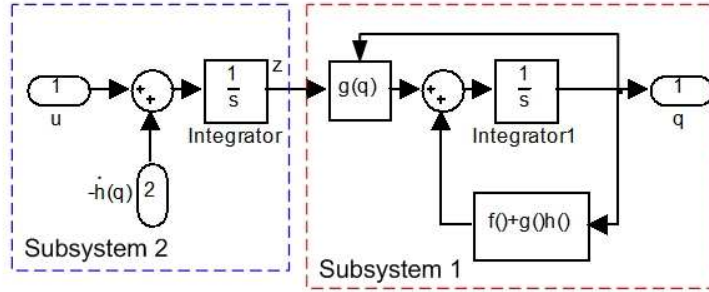 1
u
-ḣ(q)
2
1
s
Integrator
z
Subsystem 2
g(q)
1
s
Integrator1
f()+g()h()
1
q
Subsystem 1